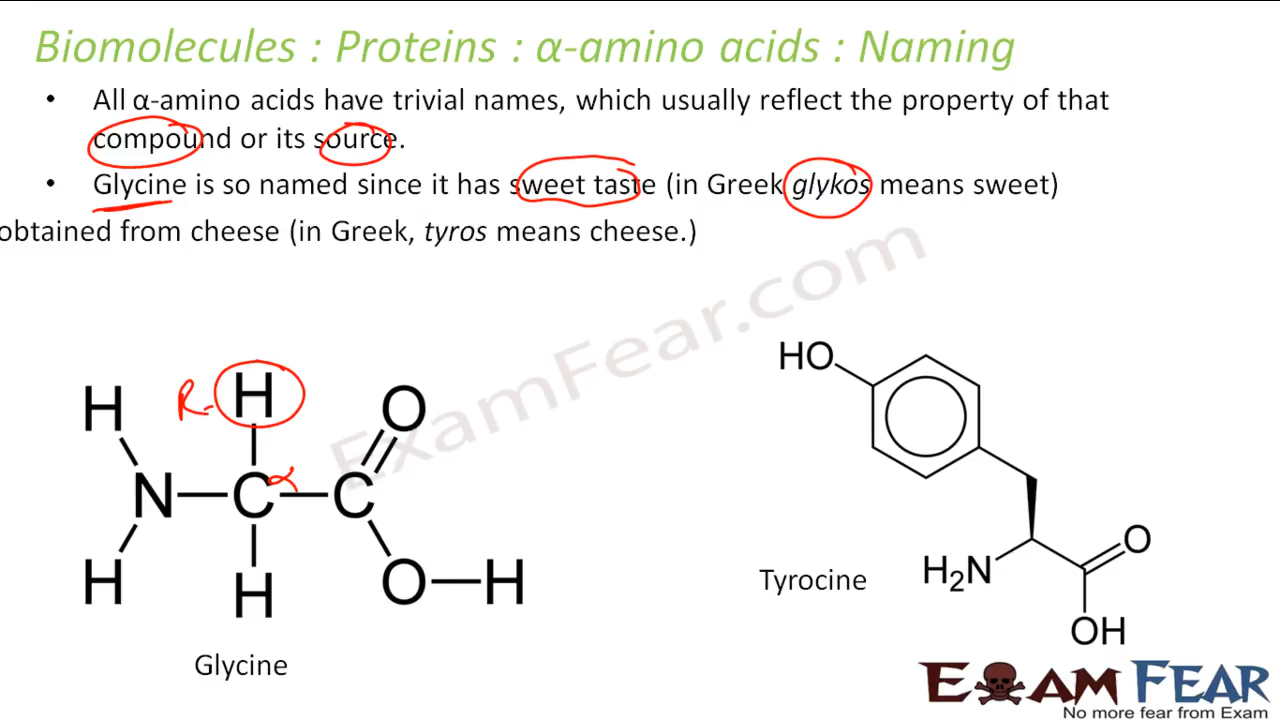 Biomolecules : Proteins : α-amino acids : Naming
• All α-amino acids have trivial names, which usually reflect the property of that
compound or its source.
• Glycine is so named since it has sweet taste (in Greek glykos means sweet)
obtained from cheese (in Greek, tyros means cheese.)
ExamFear.com
R-
H
H
O
N
C
α
C
H
H
O
H
Glycine
HO
O
H₂N
OH
Tyrocine
EXAM FEAR
No more fear from Exam